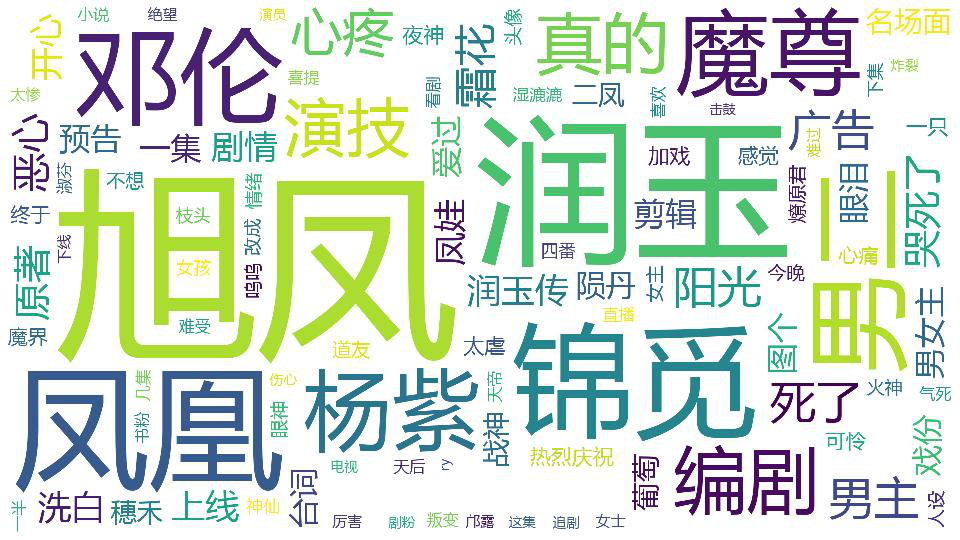 小说
绝望
演员
开心
邓伦
心疼
夜神
霜花
头像
真的
魔尊
名场面
太惨
喜提
看剧
湿漉漉
二凤
喜欢
击鼓
下集
炸裂
恶心
预告
一集
剧情
演技
爱过
润玉
加戏
感觉
难过
广告
一只
淑芬
不想
情绪
旭凤
终于
枝头
改成
凤娃
四番
剪辑
燎原君
眼泪
哭死了
下线
原著
女孩
呜呜
润玉传
陨丹
女主
阳光
今晚
心痛
男二
男女主
魔界
难受
道友
太虐
直播
图个
凤凰
几集
伤心
杨紫
天帝
锦觅
死了
火神
气死
书粉
眼神
战神
热烈庆祝
可怜
戏份
电视
天后
ry
葡萄
编剧
男主
人设
一半
洗白
穗禾
上线
神仙
台词
厉害
剧粉
叛变
邝露
这集
追剧
女士